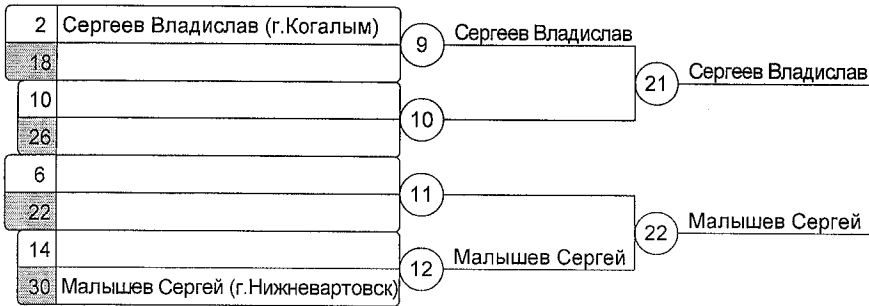 2 Сергеев Владислав (г.Когалым)
9 Сергеев Владислав
18
21 Сергеев Владислав
10
10
26
6
11
22
22 Малышев Сергей
14
12 Малышев Сергей
30 Малышев Сергей (г.Нижневартовск)